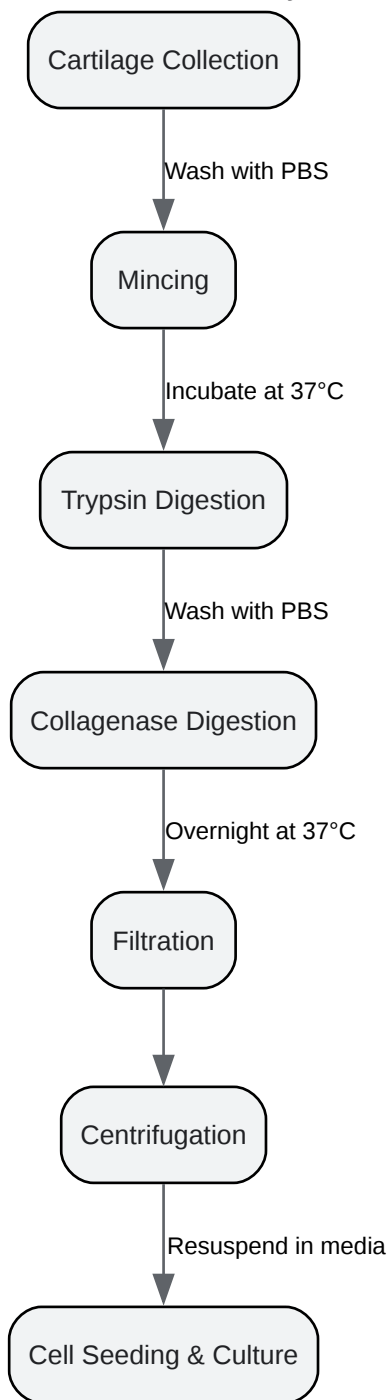 Cartilage Collection
Wash with PBS
Mincing
Incubate at 37°C
Trypsin Digestion
Wash with PBS
Collagenase Digestion
Overnight at 37°C
Filtration
Centrifugation
Resuspend in media
Cell Seeding & Culture